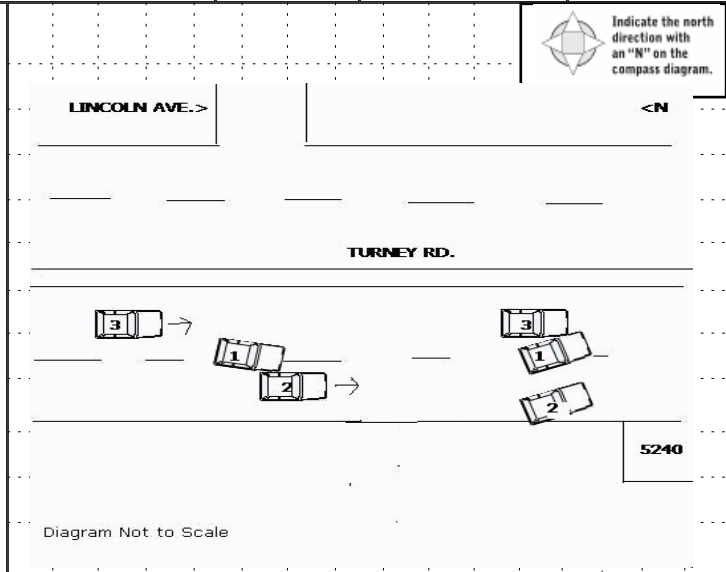 Indicate the north
direction with
an "N" on the
compass diagram.
LINCOLN AVE.>
<N
TURNEY RD.
3
3
1
1
2
2
5240
Diagram Not to Scale